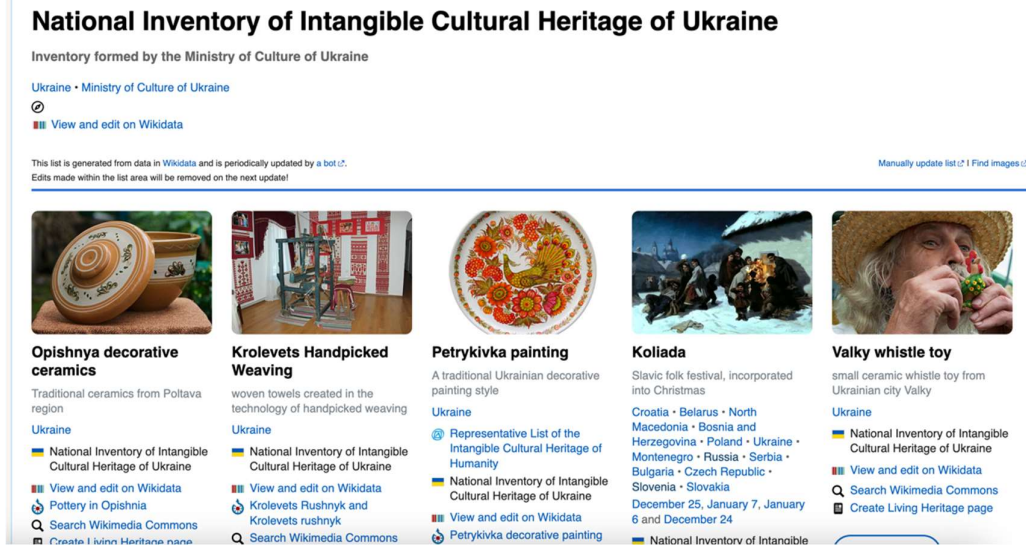 National Inventory of Intangible Cultural Heritage of Ukraine
Inventory formed by the Ministry of Culture of Ukraine
Ukraine • Ministry of Culture of Ukraine
View and edit on Wikidata
This list is generated from data in Wikidata and is periodically updated by a bot.
Edits made within the list area will be removed on the next update!
Manually update list | Find images
Opishnya decorative
ceramics
Traditional ceramics from Poltava
region
Ukraine
National Inventory of Intangible
Cultural Heritage of Ukraine
View and edit on Wikidata
Pottery in Opishnia
Search Wikimedia Commons
Create Living Heritage page
Krolevets Handpicked
Weaving
woven towels created in the
technology of handpicked weaving
Ukraine
National Inventory of Intangible
Cultural Heritage of Ukraine
View and edit on Wikidata
Krolevets Rushnyk and
Krolevets rushnyk
Search Wikimedia Commons
Petrykivka painting
A traditional Ukrainian decorative
painting style
Ukraine
Representative List of the
Intangible Cultural Heritage of
Humanity
National Inventory of Intangible
Cultural Heritage of Ukraine
View and edit on Wikidata
Petrykivka decorative painting
Koliada
Slavic folk festival, incorporated
into Christmas
Croatia • Belarus • North
Macedonia • Bosnia and
Herzegovina • Poland • Ukraine •
Montenegro • Russia • Serbia •
Bulgaria • Czech Republic •
Slovenia • Slovakia
December 25, January 7, January
6 and December 24
National Inventory of Intangible
Valky whistle toy
small ceramic whistle toy from
Ukrainian city Valky
Ukraine
National Inventory of Intangible
Cultural Heritage of Ukraine
View and edit on Wikidata
Search Wikimedia Commons
Create Living Heritage page